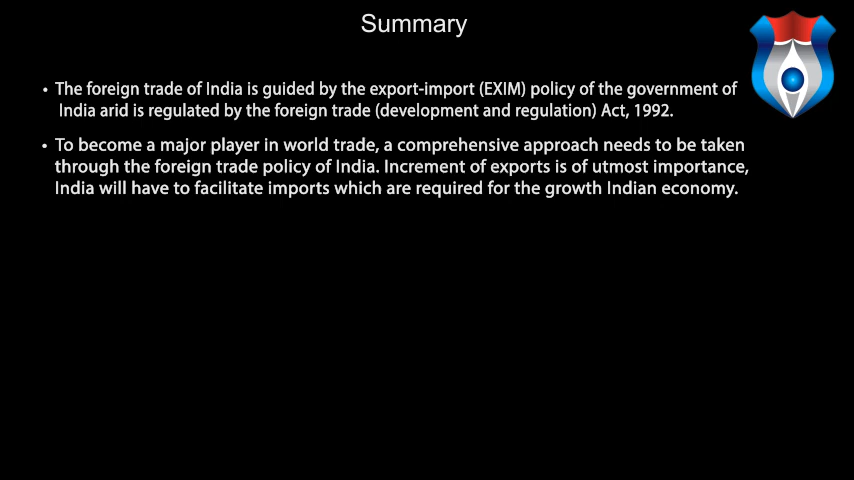 Summary
• The foreign trade of India is guided by the export-import (EXIM) policy of the government of
India arid is regulated by the foreign trade (development and regulation) Act, 1992.
• To become a major player in world trade, a comprehensive approach needs to be taken
through the foreign trade policy of India. Increment of exports is of utmost importance,
India will have to facilitate imports which are required for the growth Indian economy.